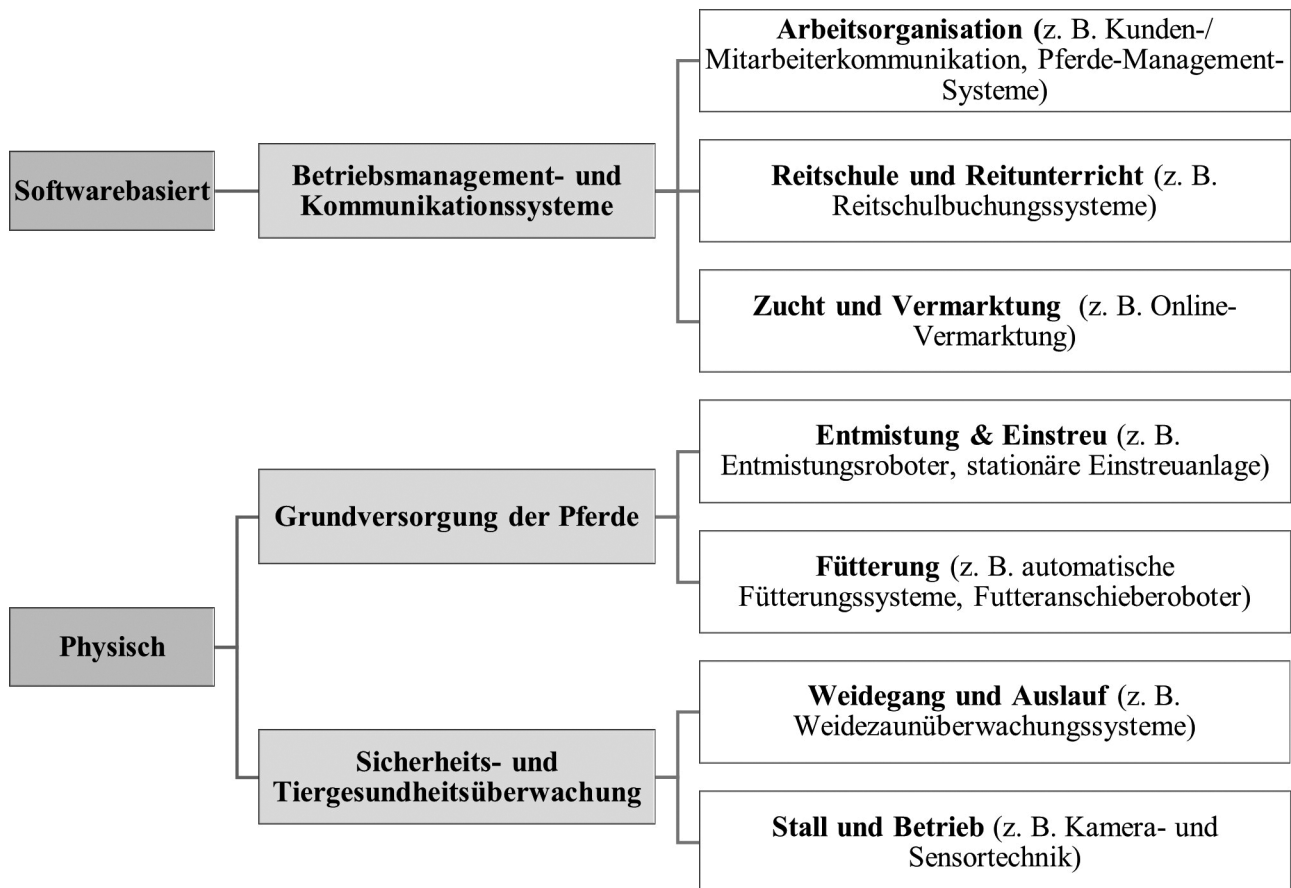 Softwarebasiert
Betriebsmanagement- und
Kommunikationssysteme
Arbeitsorganisation (z. B. Kunden-/
Mitarbeiterkommunikation, Pferde-Management-
Systeme)
Reitschule und Reitunterricht (z. B.
Reitschulbuchungssysteme)
Zucht und Vermarktung (z. B. Online-
Vermarktung)
Physisch
Grundversorgung der Pferde
Entmistung & Einstreu (z. B.
Entmistungsroboter, stationäre Einstreuanlage)
Fütterung (z. B. automatische
Fütterungssysteme, Futteranschieberoboter)
Sicherheits- und
Tiergesundheitsüberwachung
Weidegang und Auslauf (z. B.
Weidezaunüberwachungssysteme)
Stall und Betrieb (z. B. Kamera- und
Sensortechnik)